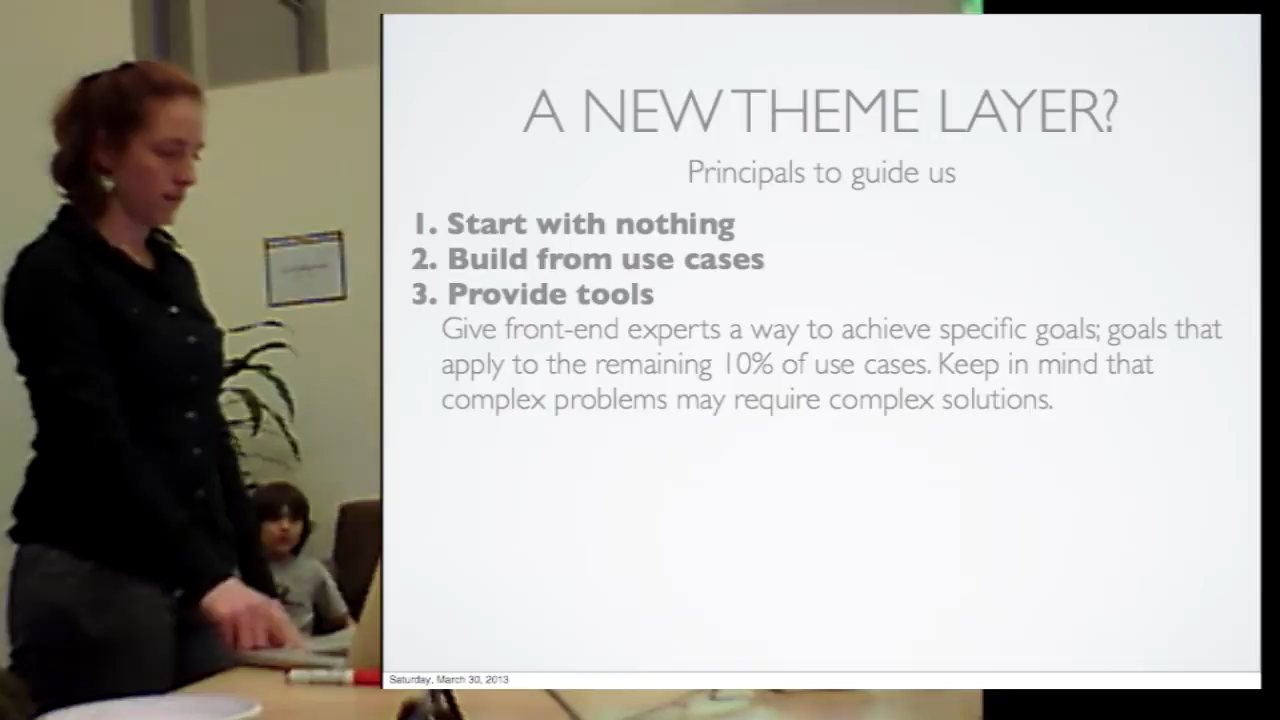 A NEW THEME LAYER?
Principals to guide us
1. Start with nothing
2. Build from use cases
3. Provide tools
Give front-end experts a way to achieve specific goals; goals that
apply to the remaining 10% of use cases. Keep in mind that
complex problems may require complex solutions.
Saturday, March 30, 2013